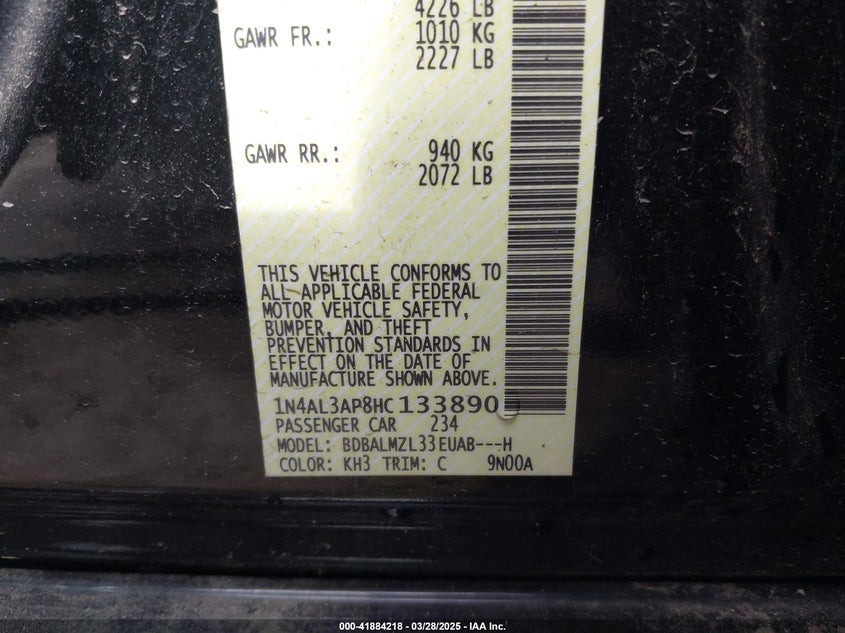 4226 LB
GAWR FR.: 1010 KG
2227 LB
GAWR RR.: 940 KG
2072 LB
THIS VEHICLE CONFORMS TO
ALL APPLICABLE FEDERAL
MOTOR VEHICLE SAFETY,
BUMPER, AND THEFT
PREVENTION STANDARDS IN
EFFECT ON THE DATE OF
MANUFACTURE SHOWN ABOVE.
1N4AL3AP8HC133890
PASSENGER CAR 234
MODEL: BDBALMZL33EUAB---H
COLOR: KH3 TRIM: C 9N00A
000-41884218 - 03/28/2025 - IAA Inc.